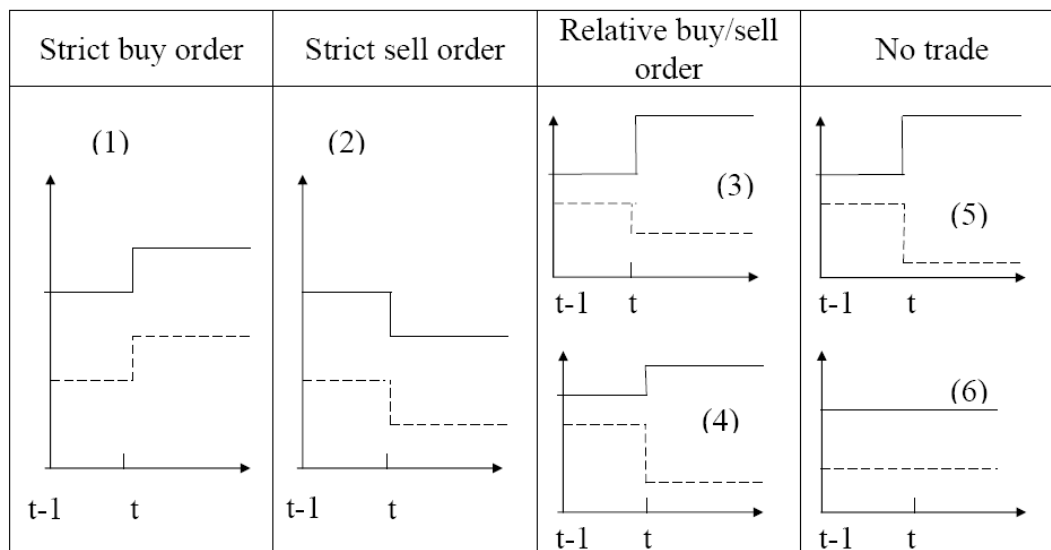 Strict buy order
Strict sell order
Relative buy/sell
order
No trade
(1)
(2)
(3)
(5)
t-1 t
t-1 t
(4)
(6)
t-1 t
t-1 t
t-1 t
t-1 t